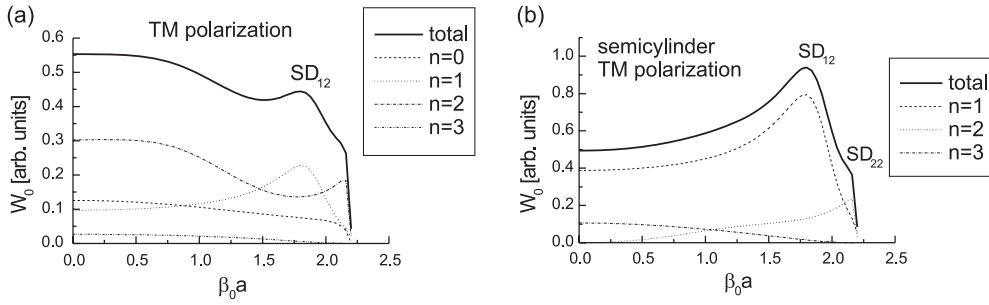 (a)
TM polarization
SD12
W0 [arb. units]
0.6
0.5
0.4
0.3
0.2
0.1
0.0
0.0 0.5 1.0 1.5 2.0 2.5
β0a
total
n=0
n=1
n=2
n=3
(b)
semicylinder
TM polarization
SD12
SD22
W0 [arb. units]
1.0
0.8
0.6
0.4
0.2
0.0
0.0 0.5 1.0 1.5 2.0 2.5
β0a
total
n=1
n=2
n=3